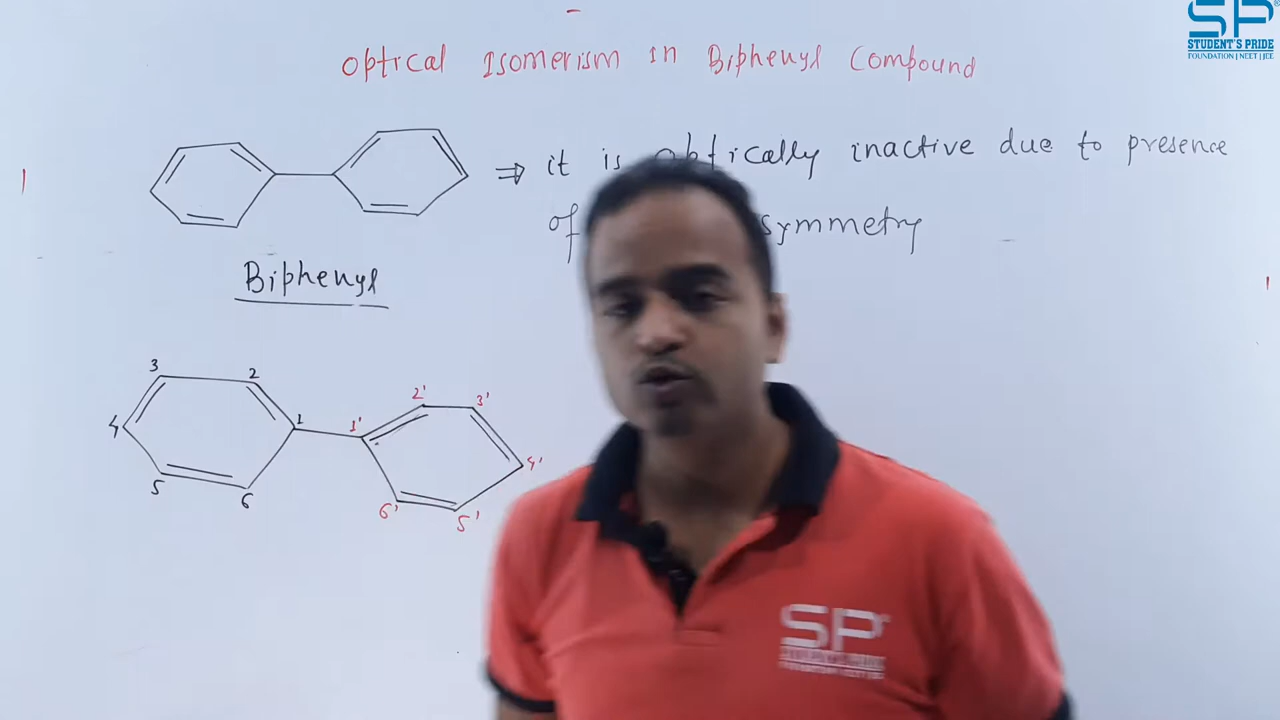 SP
STUDENT'S PRIDE
FOUNDATION | NEET | JEE
Optical Isomerism in Biphenyl Compound
⇒ it is optically inactive due to presence
of symmetry
Biphenyl
3 2 1 4 5 6
1' 2' 3' 4' 5' 6'
SP